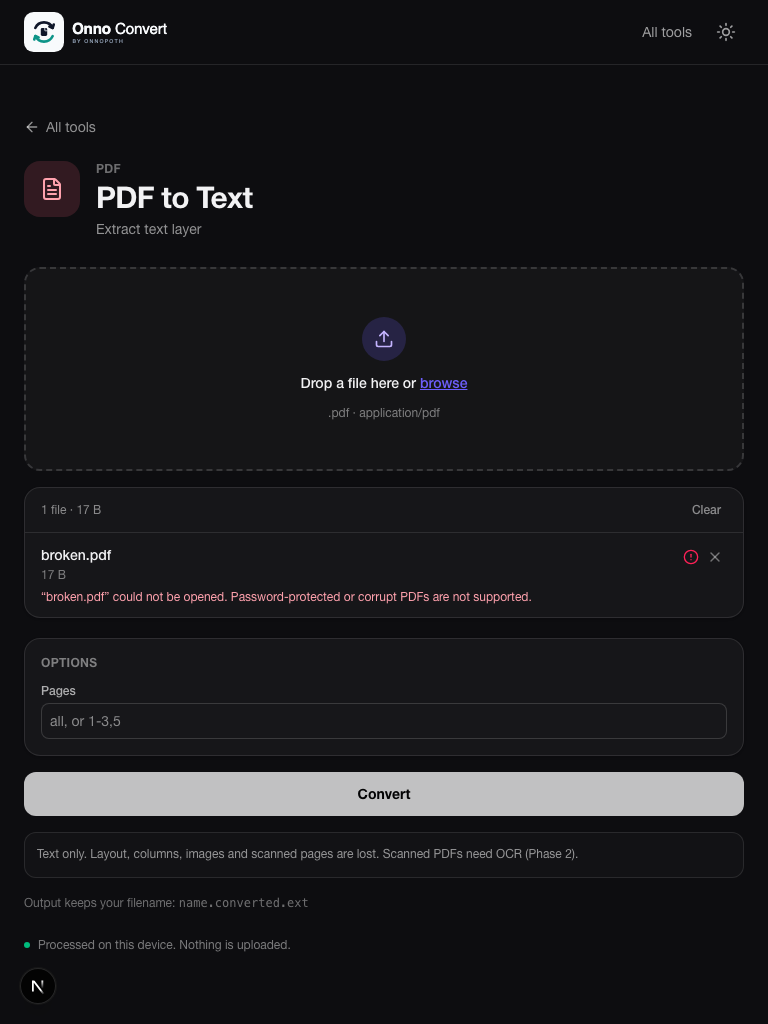 Onno Convert
BY ONNOPOTH
All tools
All tools
PDF
PDF to Text
Extract text layer
Drop a file here or browse
.pdf · application/pdf
1 file · 17 B
Clear
broken.pdf
17 B
“broken.pdf” could not be opened. Password-protected or corrupt PDFs are not supported.
OPTIONS
Pages
all, or 1-3,5
Convert
Text only. Layout, columns, images and scanned pages are lost. Scanned PDFs need OCR (Phase 2).
Output keeps your filename: name.converted.ext
Processed on this device. Nothing is uploaded.
N